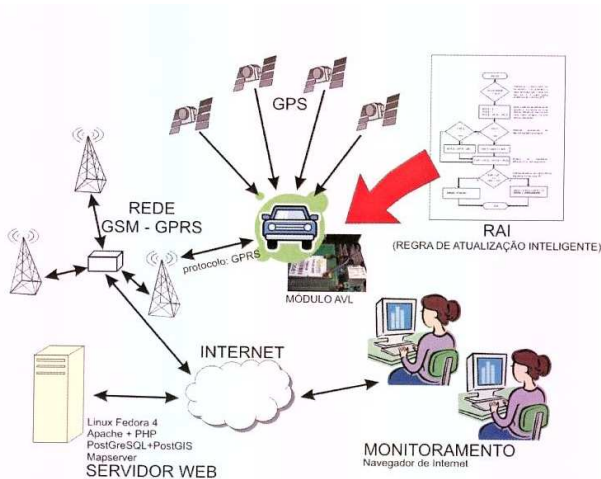 GPS
REDE
GSM - GPRS
protocolo: GPRS
MÓDULO AVL
RAI
(REGRA DE ATUALIZAÇÃO INTELIGENTE)
INTERNET
Linux Fedora 4
Apache + PHP
PostGreSQL+PostGIS
Mapserver
SERVIDOR WEB
MONITORAMENTO
Navegador de Internet